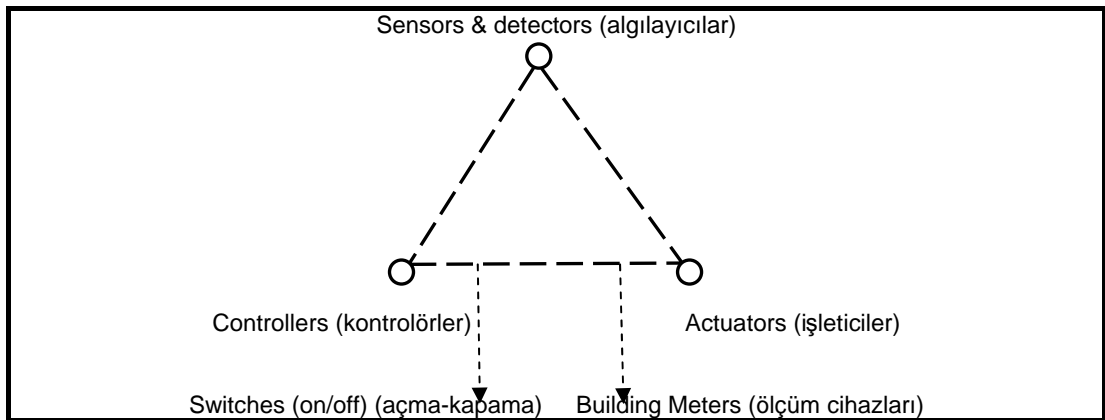 Sensors & detectors (algılayıcılar)
Controllers (kontrolörler) Actuators (işleticiler)
Switches (on/off) (açma-kapama) Building Meters (ölçüm cihazları)